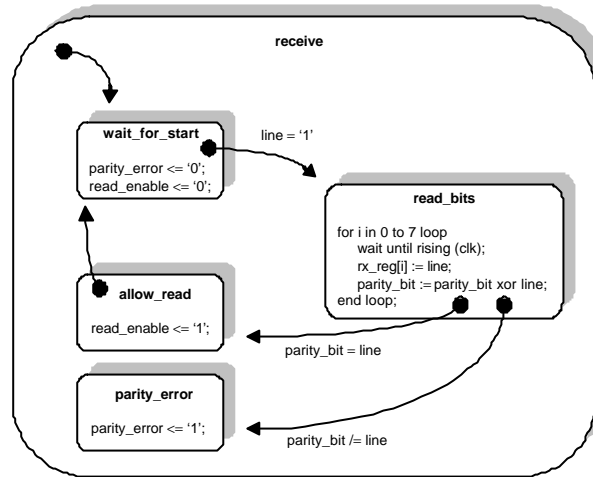 receive
wait_for_start
parity_error <= ‘0’;
read_enable <= ‘0’;
line = ‘1’
read_bits
for i in 0 to 7 loop
wait until rising (clk);
rx_reg[i] := line;
parity_bit := parity_bit xor line;
end loop;
allow_read
read_enable <= ‘1’;
parity_bit = line
parity_error
parity_error <= ‘1’;
parity_bit /= line